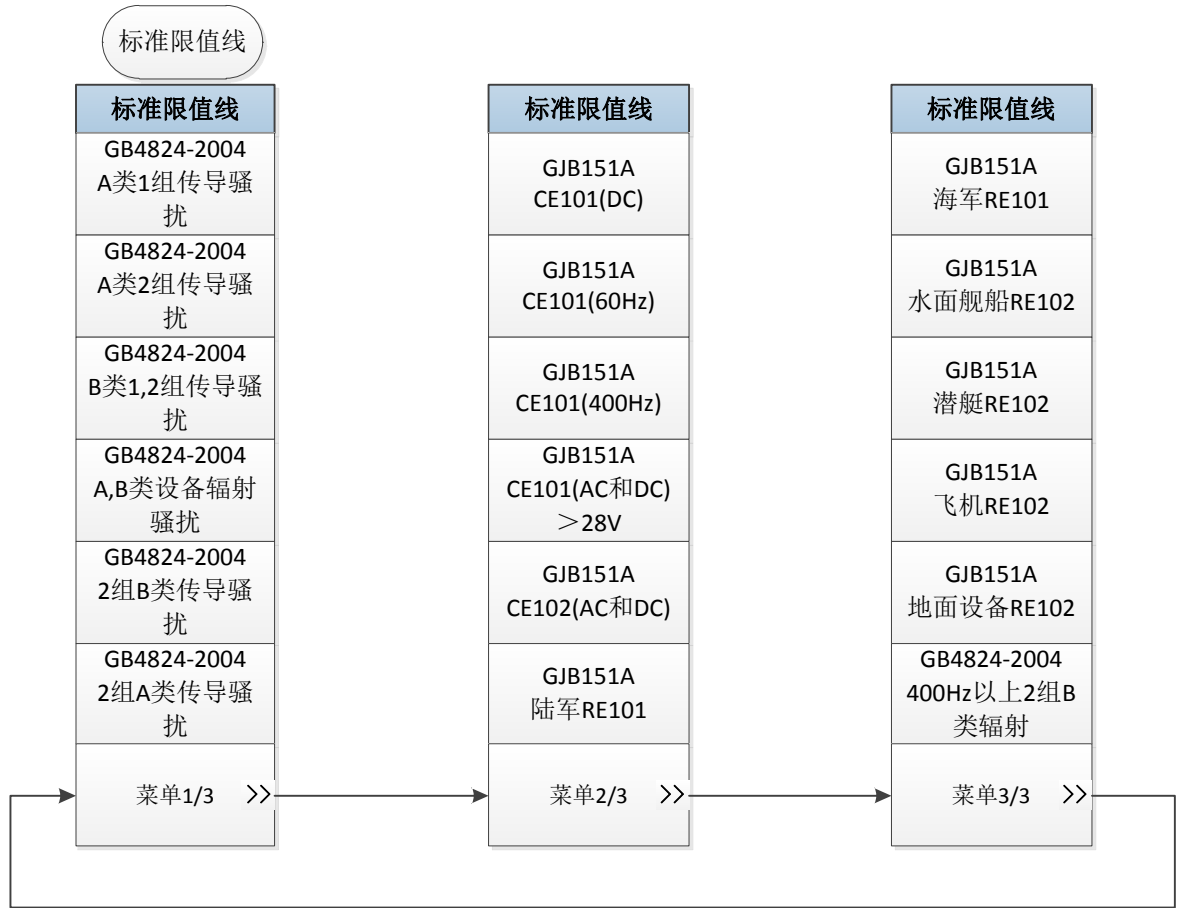 标准限值线
标准限值线
GB4824-2004
A类1组传导骚
扰
GB4824-2004
A类2组传导骚
扰
GB4824-2004
B类1,2组传导骚
扰
GB4824-2004
A,B类设备辐射
骚扰
GB4824-2004
2组B类传导骚
扰
GB4824-2004
2组A类传导骚
扰
菜单1/3 >>
标准限值线
GJB151A
CE101(DC)
GJB151A
CE101(60Hz)
GJB151A
CE101(400Hz)
GJB151A
CE101(AC和DC)
＞28V
GJB151A
CE102(AC和DC)
GJB151A
陆军RE101
菜单2/3 >>
标准限值线
GJB151A
海军RE101
GJB151A
水面舰船RE102
GJB151A
潜艇RE102
GJB151A
飞机RE102
GJB151A
地面设备RE102
GB4824-2004
400Hz以上2组B
类辐射
菜单3/3 >>